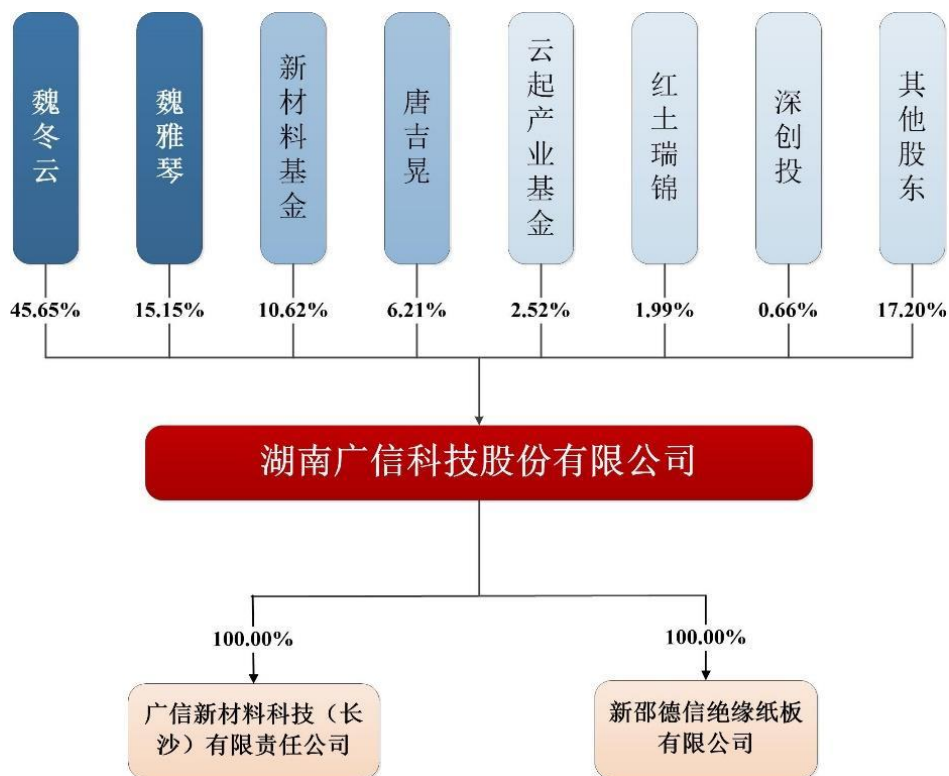 魏冬云
魏雅琴
新材料基金
唐吉晃
云起产业基金
红土瑞锦
深创投
其他股东
45.65%
15.15%
10.62%
6.21%
2.52%
1.99%
0.66%
17.20%
湖南广信科技股份有限公司
100.00%
100.00%
广信新材料科技（长
沙）有限责任公司
新邵德信绝缘纸板
有限公司